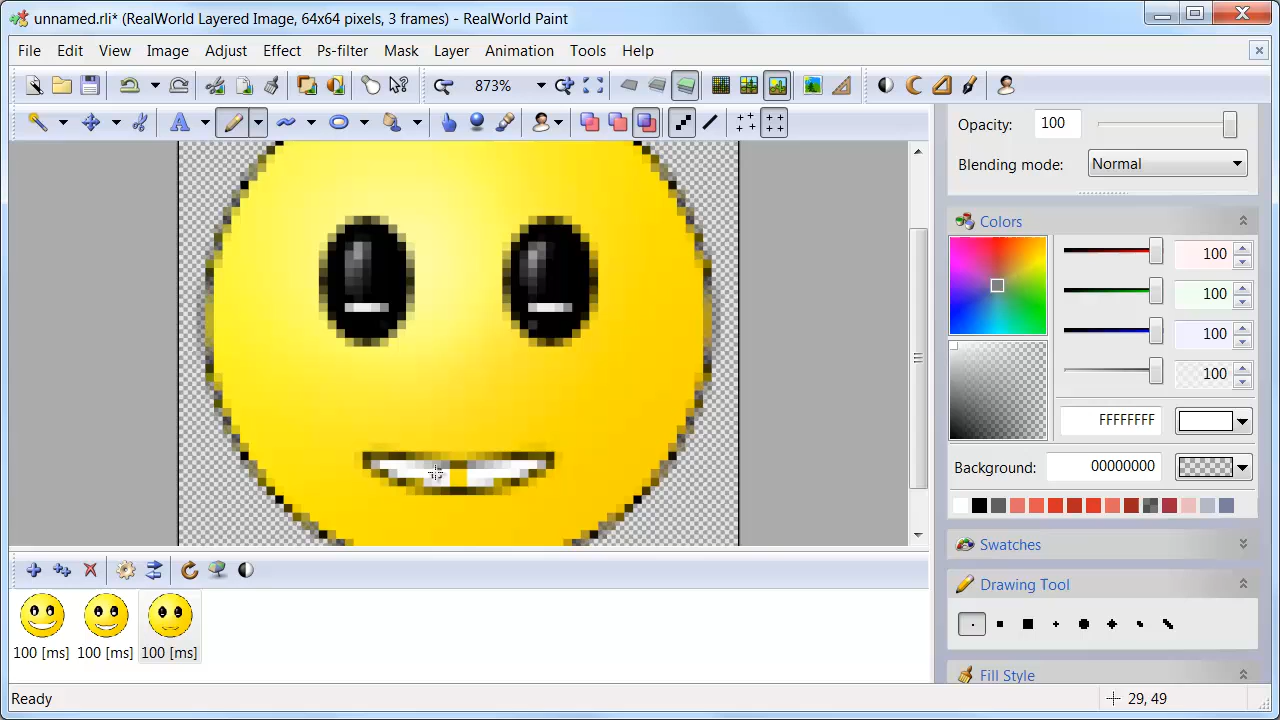 unnamed.rli* (RealWorld Layered Image, 64x64 pixels, 3 frames) - RealWorld Paint
File Edit View Image Adjust Effect Ps-filter Mask Layer Animation Tools Help
873%
Opacity: 100
Blending mode: Normal
Colors
100
100
100
100
FFFFFFFF
Background: 00000000
Swatches
Drawing Tool
Fill Style
100 [ms] 100 [ms] 100 [ms]
Ready
29, 49